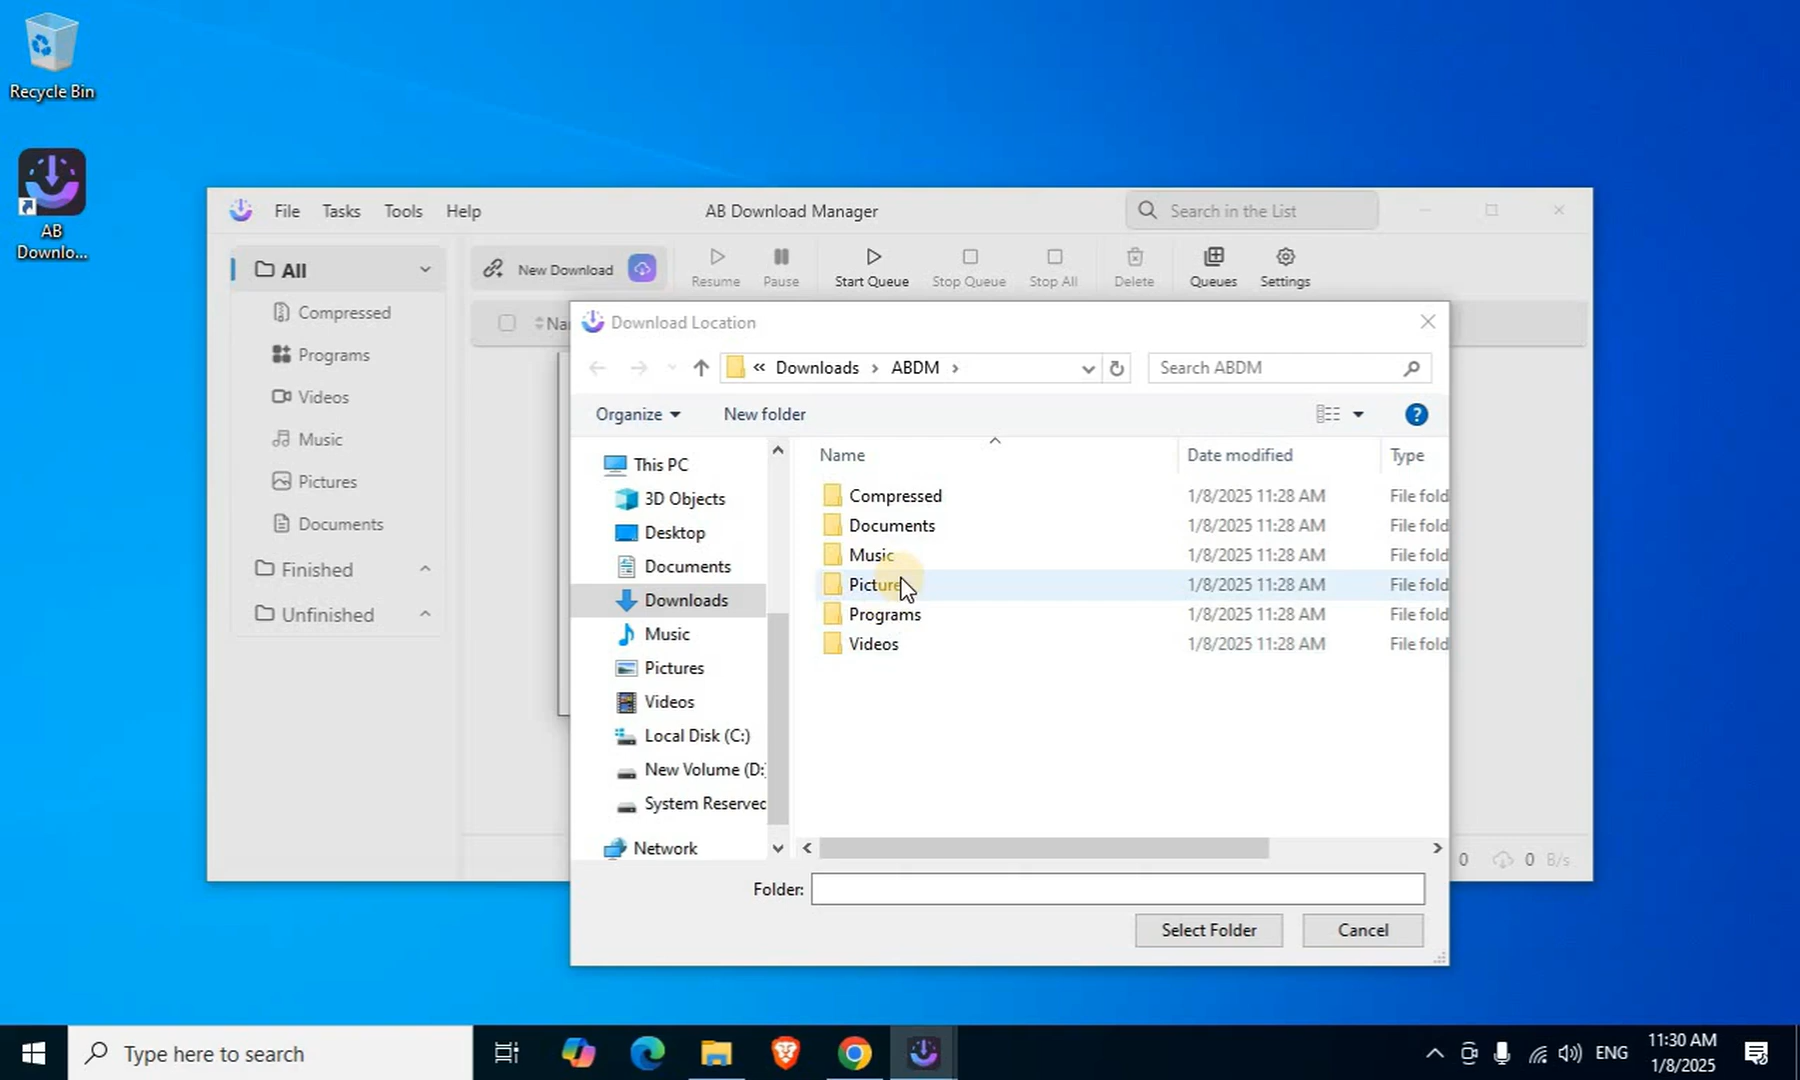 Recycle Bin
AB
Downlo...
File Tasks Tools Help
AB Download Manager
Search in the List
All
Compressed
Programs
Videos
Music
Pictures
Documents
Finished
Unfinished
New Download
Resume
Pause
Start Queue
Stop Queue
Stop All
Delete
Queues
Settings
Download Location
« Downloads › ABDM ›
Search ABDM
Organize
New folder
?
This PC
3D Objects
Desktop
Documents
Downloads
Music
Pictures
Videos
Local Disk (C:)
New Volume (D:
System Reserved
Network
Name Date modified Type
Compressed 1/8/2025 11:28 AM File fold
Documents 1/8/2025 11:28 AM File fold
Music 1/8/2025 11:28 AM File fold
Picture 1/8/2025 11:28 AM File fold
Programs 1/8/2025 11:28 AM File fold
Videos 1/8/2025 11:28 AM File fold
Folder:
Select Folder
Cancel
0 0 B/s
Type here to search
ENG
11:30 AM
1/8/2025